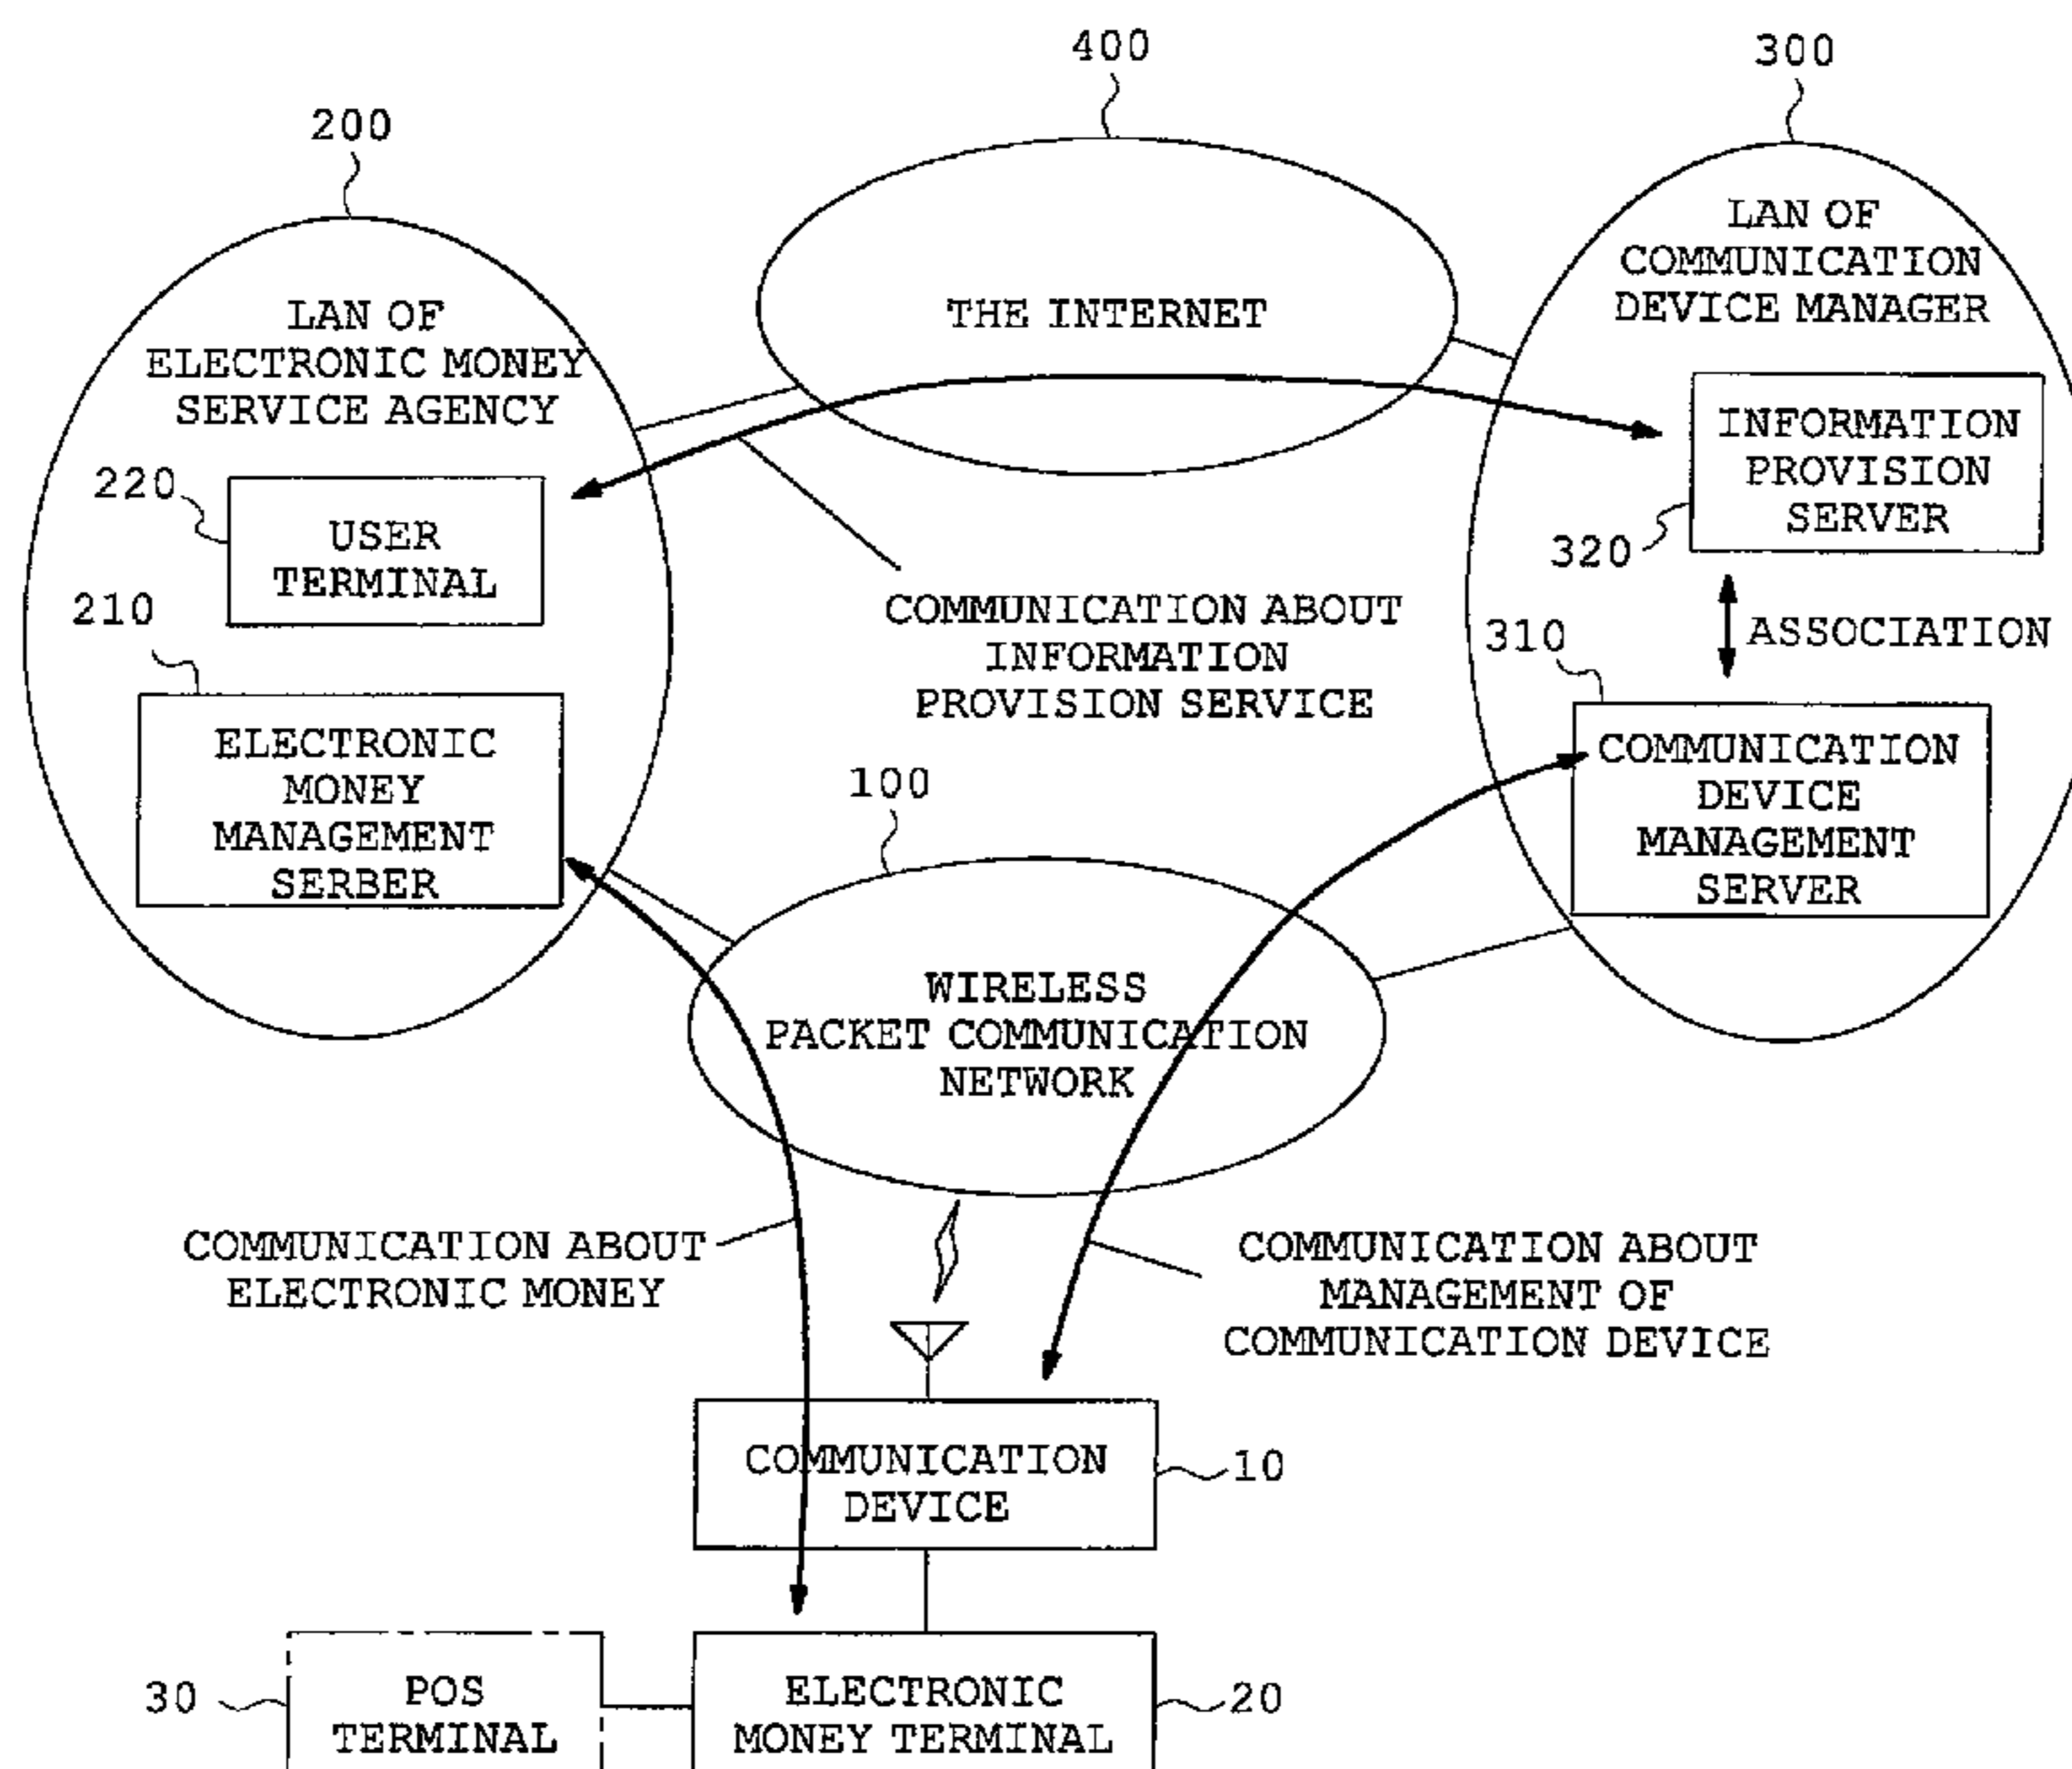 400
300
200
LAN OF
COMMUNICATION
DEVICE MANAGER
THE INTERNET
LAN OF
ELECTRONIC MONEY
SERVICE AGENCY
INFORMATION
PROVISION
SERVER
320
220
USER
TERMINAL
COMMUNICATION ABOUT
INFORMATION
PROVISION SERVICE
ASSOCIATION
210
310
ELECTRONIC
MONEY
MANAGEMENT
SERBER
COMMUNICATION
DEVICE
MANAGEMENT
SERVER
100
WIRELESS
PACKET COMMUNICATION
NETWORK
COMMUNICATION ABOUT
ELECTRONIC MONEY
COMMUNICATION ABOUT
MANAGEMENT OF
COMMUNICATION DEVICE
COMMUNICATION
DEVICE
10
30
POS
TERMINAL
ELECTRONIC
MONEY TERMINAL
20